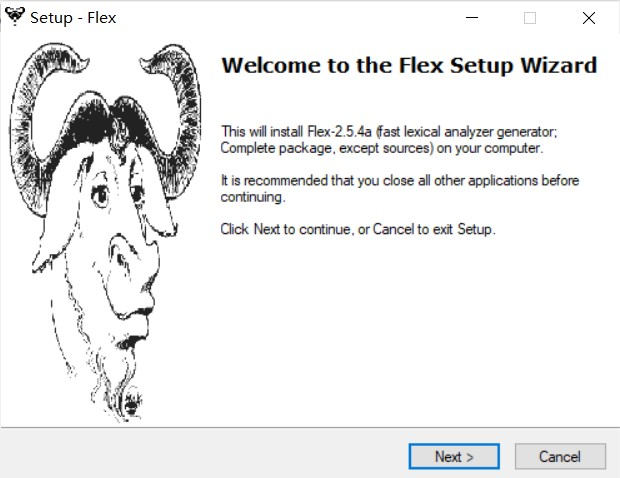 Setup - Flex
Welcome to the Flex Setup Wizard
This will install Flex-2.5.4a (fast lexical analyzer generator;
Complete package, except sources) on your computer.
It is recommended that you close all other applications before
continuing.
Click Next to continue, or Cancel to exit Setup.
Next >
Cancel